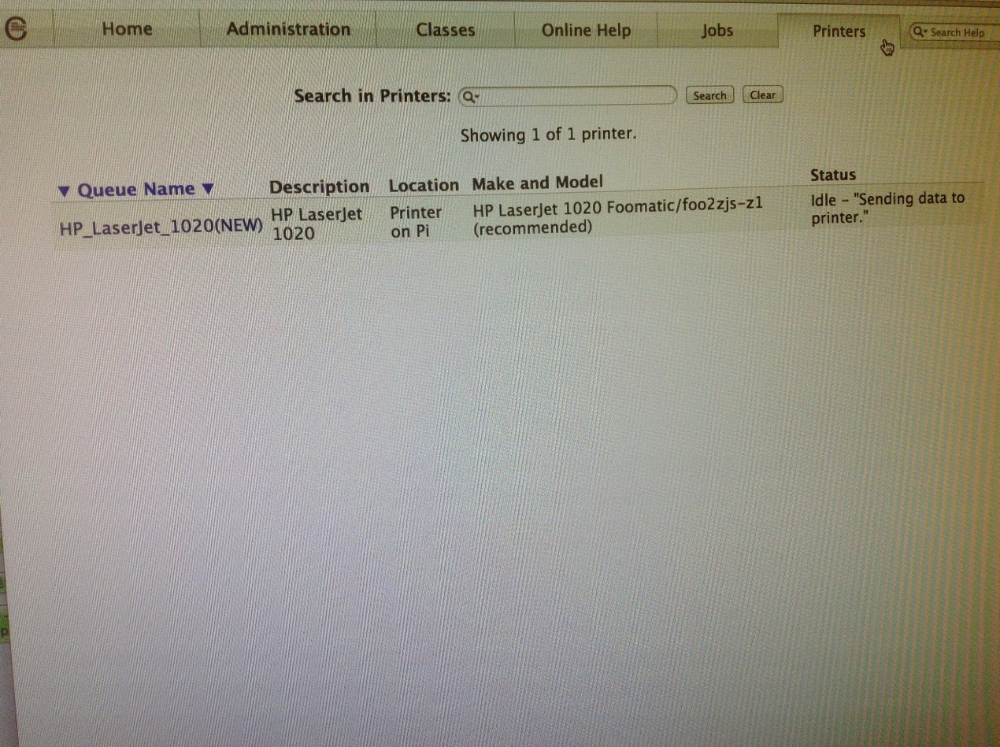 Home Administration Classes Online Help Jobs Printers Search Help
Search in Printers: Search Clear
Showing 1 of 1 printer.
▼ Queue Name ▼ Description Location Make and Model Status
HP_LaserJet_1020(NEW) HP LaserJet 1020 Printer on Pi HP LaserJet 1020 Foomatic/foo2zjs-z1 (recommended) Idle - "Sending data to printer."